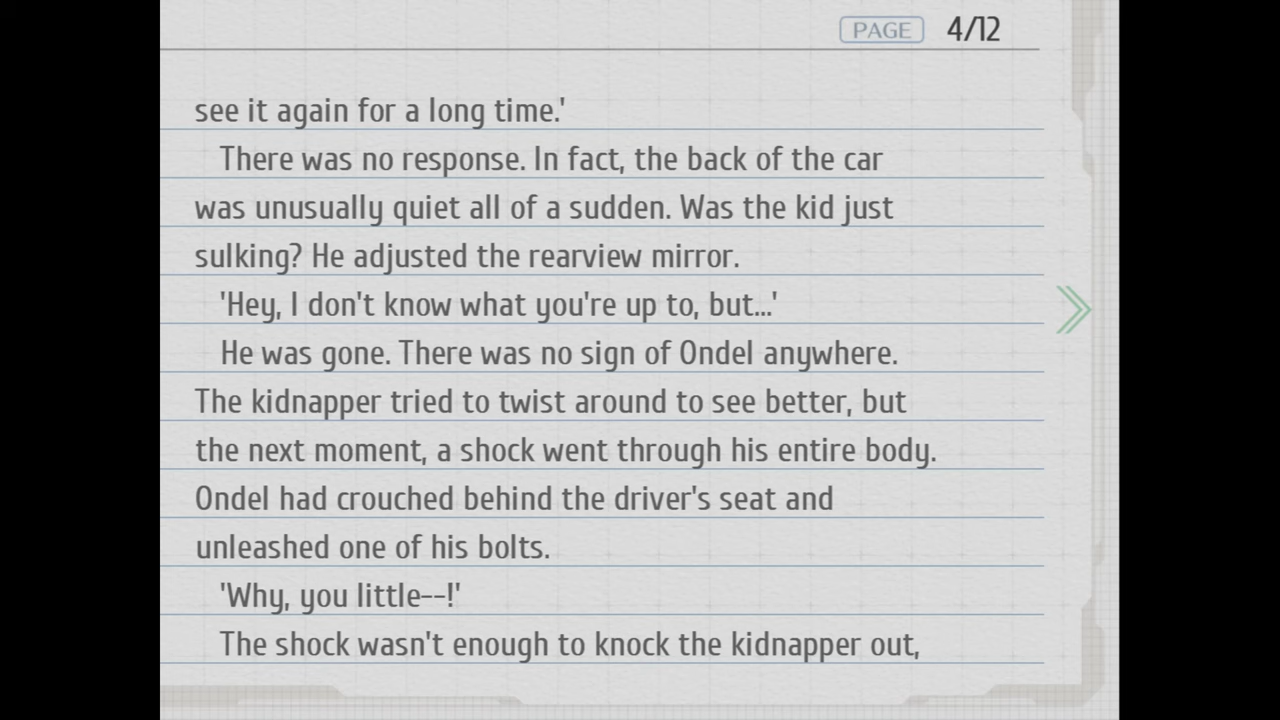 PAGE 4/12
see it again for a long time.'
There was no response. In fact, the back of the car
was unusually quiet all of a sudden. Was the kid just
sulking? He adjusted the rearview mirror.
'Hey, I don't know what you're up to, but...'
He was gone. There was no sign of Ondel anywhere.
The kidnapper tried to twist around to see better, but
the next moment, a shock went through his entire body.
Ondel had crouched behind the driver's seat and
unleashed one of his bolts.
'Why, you little--!'
The shock wasn't enough to knock the kidnapper out,